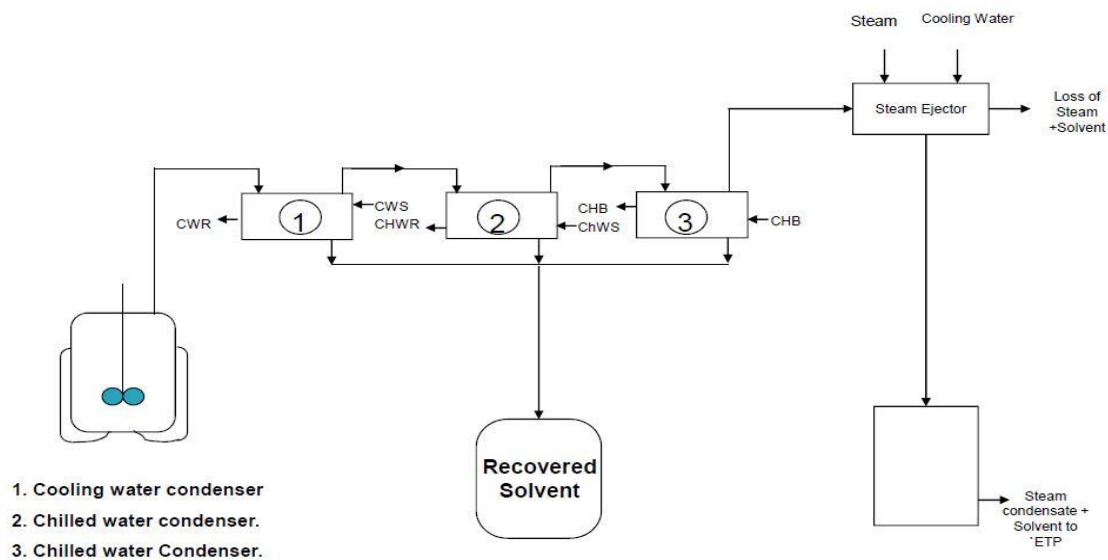 Steam
Cooling Water
Steam Ejector
Loss of
Steam
+Solvent
CWR
1
CWS
CHWR
2
CHB
ChWS
3
CHB
Recovered
Solvent
1. Cooling water condenser
2. Chilled water condenser.
3. Chilled water Condenser.
Steam
condensate +
Solvent to
`ETP